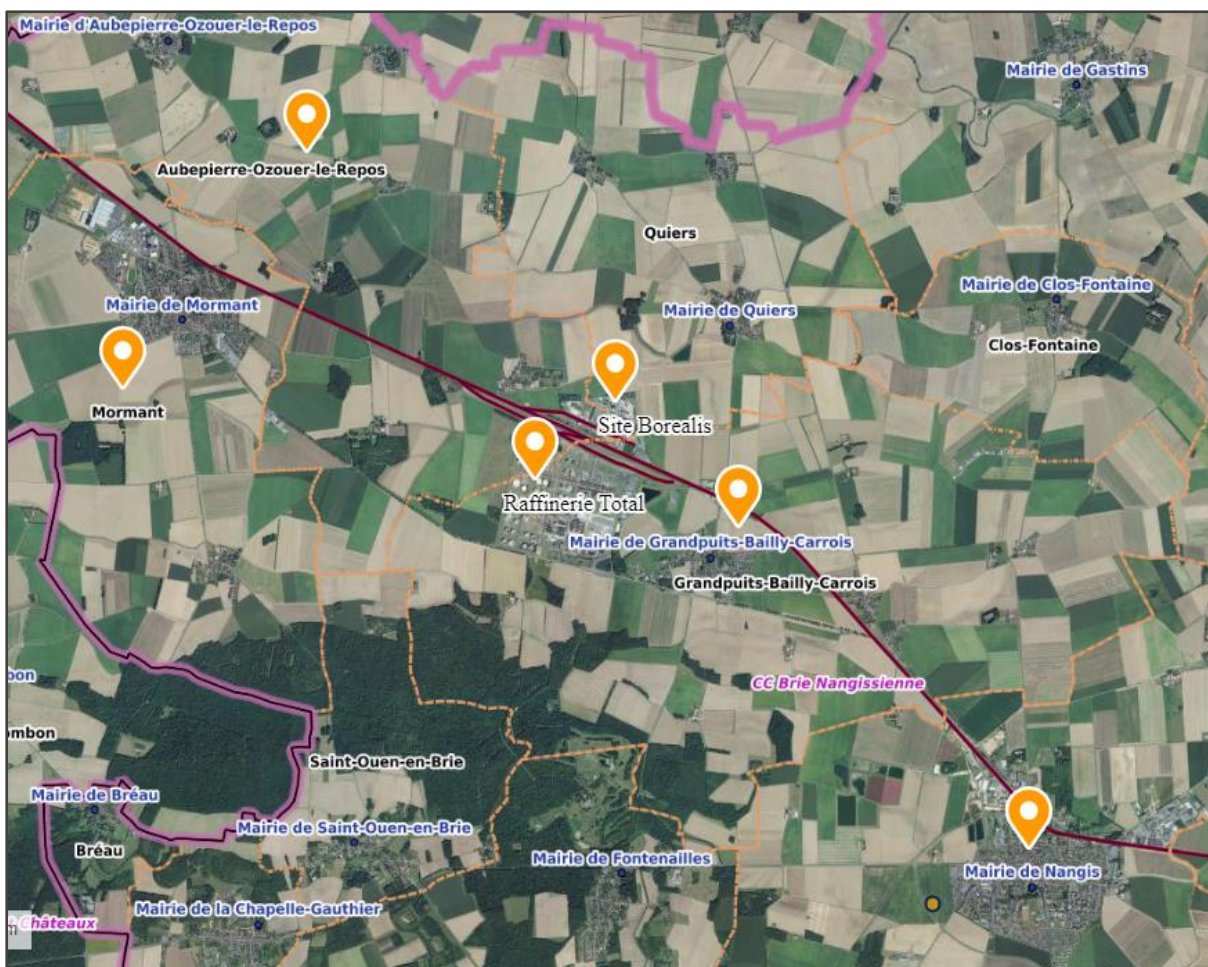 Mairie d'Aubepierre-Ozouer-le-Repos
Mairie de Gastins
Aubepierre-Ozouer-le-Repos
Quiers
Mairie de Clos-Fontaine
Mairie de Mormant
Mairie de Quiers
Clos-Fontaine
Mormant
Site Borealis
Raffinerie Total
Mairie de Grandpuits-Bailly-Carrois
Grandpuits-Bailly-Carrois
bon
CC Brie Nangissienne
ombon
Saint-Ouen-en-Brie
Mairie de Bréau
Mairie de Saint-Ouen-en-Brie
Bréau
Mairie de Fontenailles
Mairie de Nangis
Mairie de la Chapelle-Gauthier
Châteaux